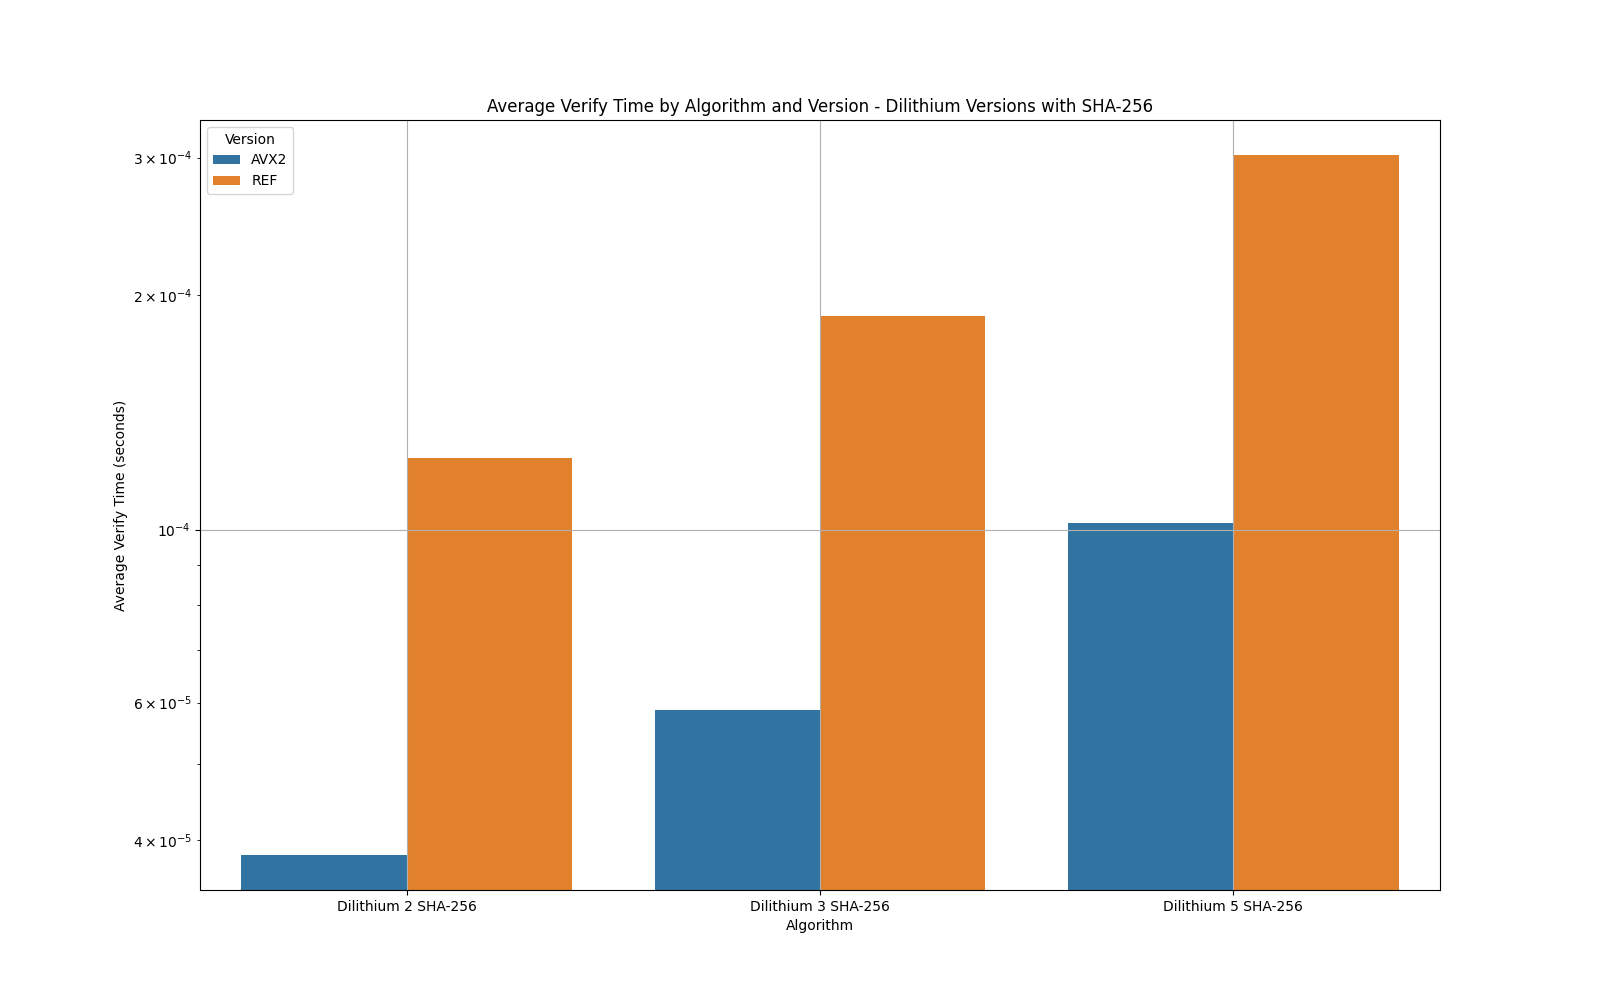 Average Verify Time by Algorithm and Version - Dilithium Versions with SHA-256
Version
AVX2
REF
3 × 10⁻⁴
2 × 10⁻⁴
10⁻⁴
6 × 10⁻⁵
4 × 10⁻⁵
Average Verify Time (seconds)
Dilithium 2 SHA-256
Dilithium 3 SHA-256
Dilithium 5 SHA-256
Algorithm